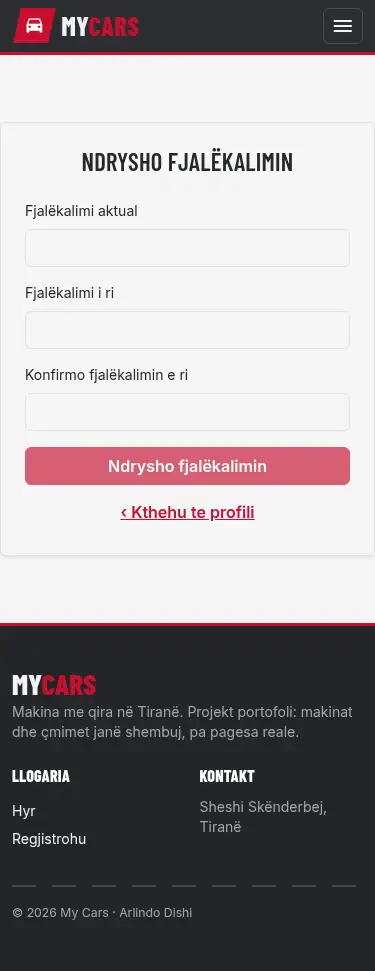 MYCARS
NDRYSHO FJALËKALIMIN
Fjalëkalimi aktual
Fjalëkalimi i ri
Konfirmo fjalëkalimin e ri
Ndrysho fjalëkalimin
‹ Kthehu te profili
MYCARS
Makina me qira në Tiranë. Projekt portofoli: makinat
dhe çmimet janë shembuj, pa pagesa reale.
LLOGARIA
Hyr
Regjistrohu
KONTAKT
Sheshi Skënderbej,
Tiranë
© 2026 My Cars · Arlindo Dishi